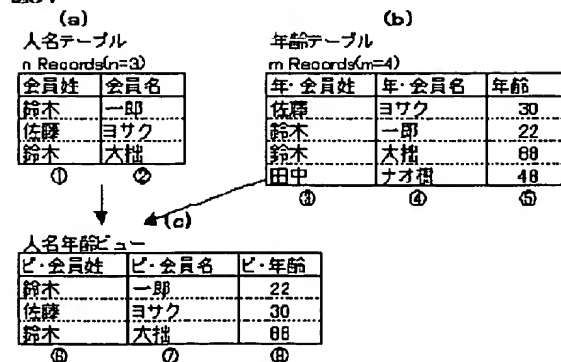 (a)
人名テーブル
n Records(n=3)
会員姓 会員名
鈴木 一郎
佐藤 ヨサク
鈴木 大拙
① ②
(b)
年齢テーブル
m Records(m=4)
年・会員姓 年・会員名 年齢
佐藤 ヨサク 30
鈴木 一郎 22
鈴木 大拙 88
田中 ナオ樹 48
③ ④ ⑤
(c)
人名年齢ビュー
ビ・会員姓 ビ・会員名 ビ・年齢
鈴木 一郎 22
佐藤 ヨサク 30
鈴木 大拙 88
⑥ ⑦ ⑧